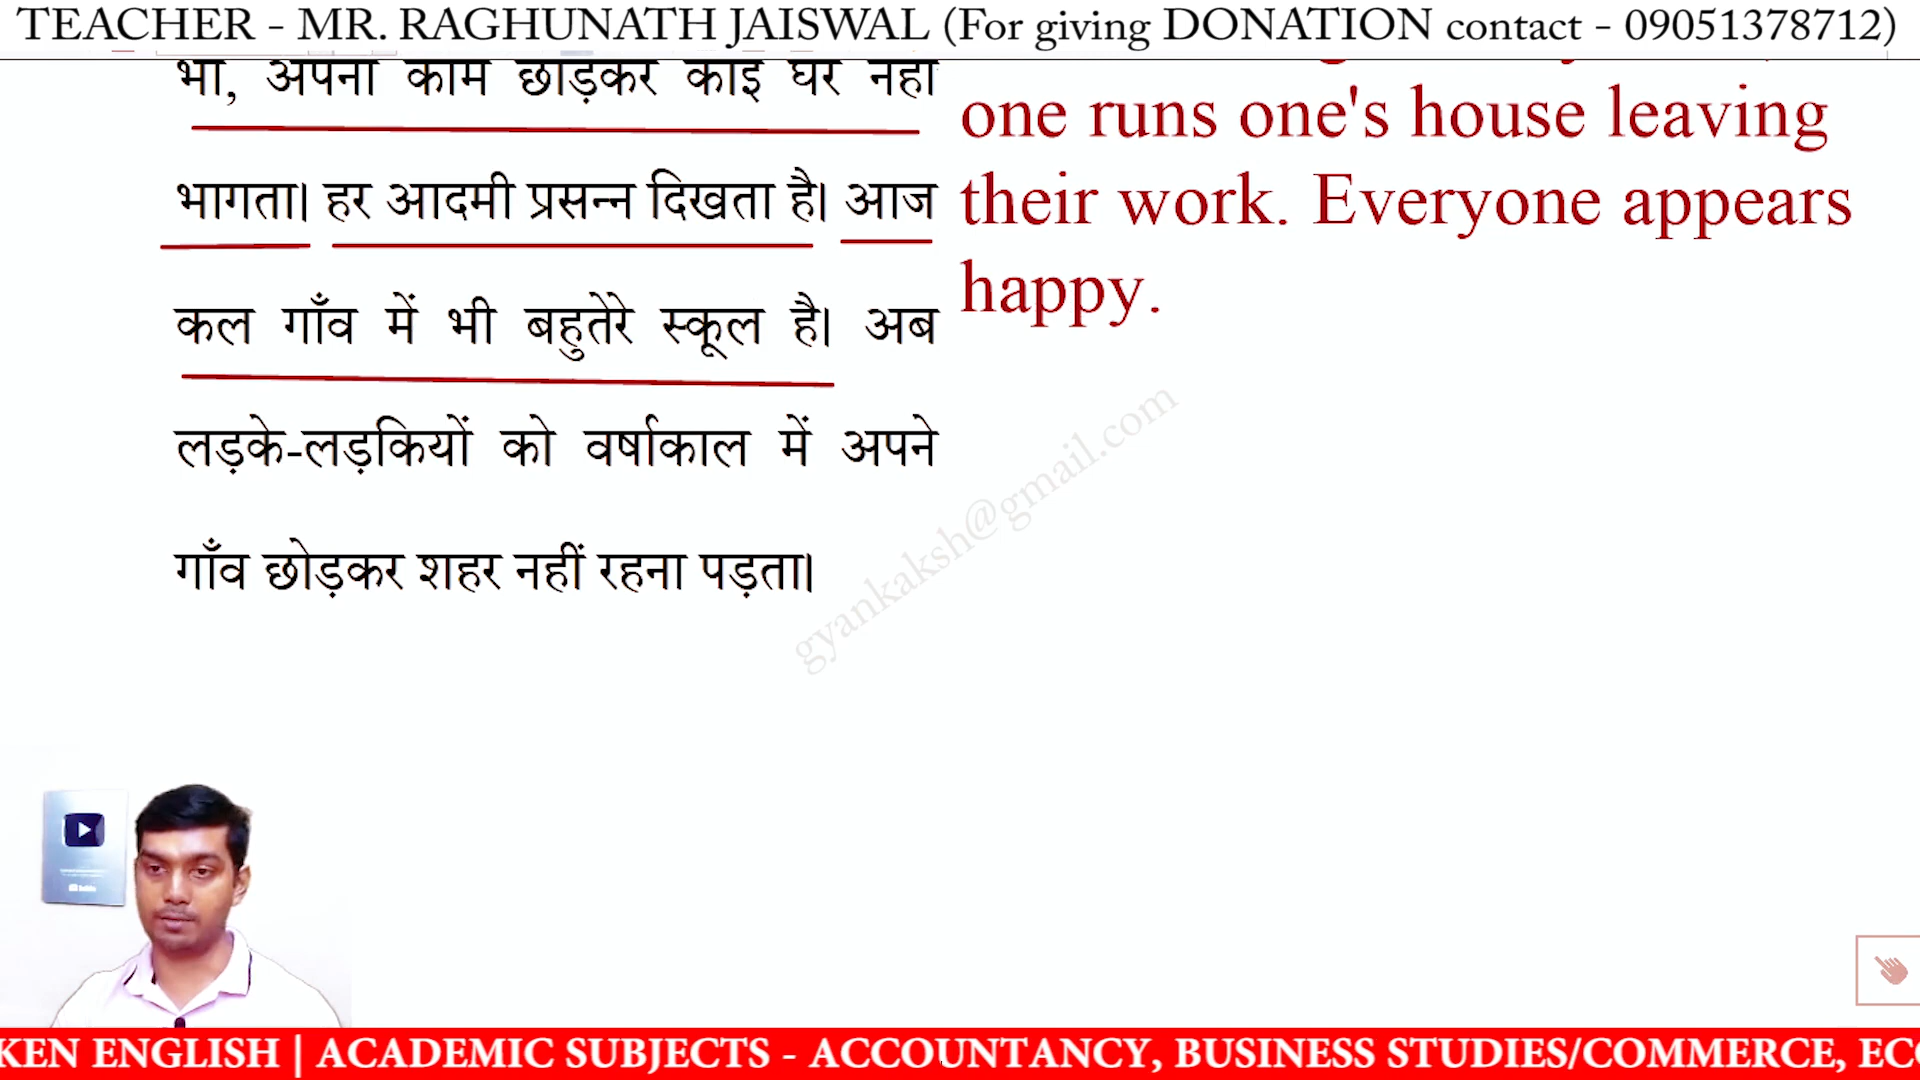 TEACHER - MR. RAGHUNATH JAISWAL (For giving DONATION contact - 09051378712)
भी, अपना काम छोड़कर कोई घर नहीं
भागता। हर आदमी प्रसन्न दिखता है। आज
कल गाँव में भी बहुतेरे स्कूल है। अब
लड़के-लड़कियों को वर्षाकाल में अपने
गाँव छोड़कर शहर नहीं रहना पड़ता।
one runs one's house leaving
their work. Everyone appears
happy.
gyankaksh@gmail.com
KEN ENGLISH | ACADEMIC SUBJECTS - ACCOUNTANCY, BUSINESS STUDIES/COMMERCE, ECO